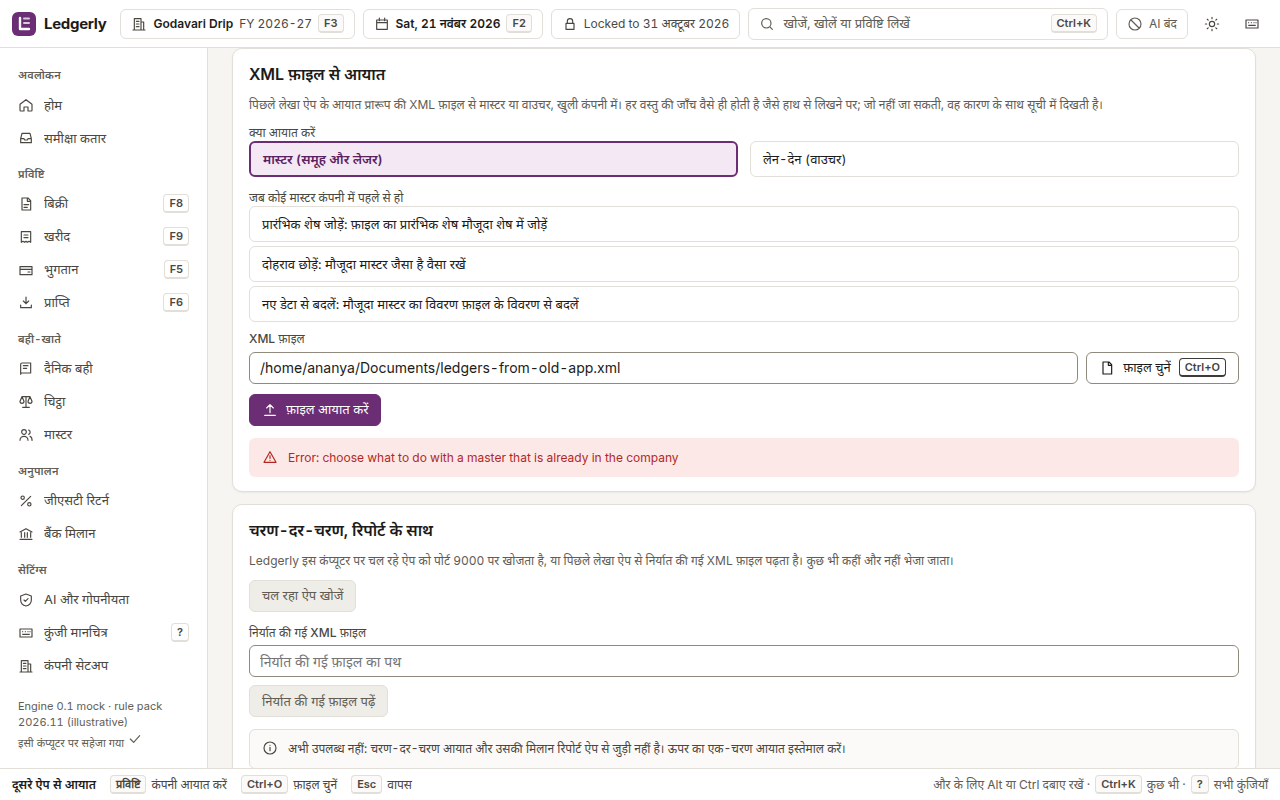 Ledgerly
Godavari Drip FY 2026-27 F3
Sat, 21 नवंबर 2026 F2
Locked to 31 अक्टूबर 2026
खोजें, खोलें या प्रविष्टि लिखें Ctrl+K
AI बंद
अवलोकन
होम
समीक्षा कतार
प्रविष्टि
बिक्री F8
खरीद F9
भुगतान F5
प्राप्ति F6
बही-खाते
दैनिक बही
चिट्ठा
मास्टर
अनुपालन
जीएसटी रिटर्न
बैंक मिलान
सेटिंग्स
AI और गोपनीयता
कुंजी मानचित्र ?
कंपनी सेटअप
Engine 0.1 mock · rule pack
2026.11 (illustrative)
इसी कंप्यूटर पर सहेजा गया
XML फ़ाइल से आयात
पिछले लेखा ऐप के आयात प्रारूप की XML फ़ाइल से मास्टर या वाउचर, खुली कंपनी में। हर वस्तु की जाँच वैसे ही होती है जैसे हाथ से लिखने पर; जो नहीं जा सकती, वह कारण के साथ सूची में दिखती है।
क्या आयात करें
मास्टर (समूह और लेजर)
लेन-देन (वाउचर)
जब कोई मास्टर कंपनी में पहले से हो
प्रारंभिक शेष जोड़ें: फ़ाइल का प्रारंभिक शेष मौजूदा शेष में जोड़ें
दोहराव छोड़ें: मौजूदा मास्टर जैसा है वैसा रखें
नए डेटा से बदलें: मौजूदा मास्टर का विवरण फ़ाइल के विवरण से बदलें
XML फ़ाइल
/home/ananya/Documents/ledgers-from-old-app.xml
फ़ाइल चुनें Ctrl+O
फ़ाइल आयात करें
Error: choose what to do with a master that is already in the company
चरण-दर-चरण, रिपोर्ट के साथ
Ledgerly इस कंप्यूटर पर चल रहे ऐप को पोर्ट 9000 पर खोजता है, या पिछले लेखा ऐप से निर्यात की गई XML फ़ाइल पढ़ता है। कुछ भी कहीं और नहीं भेजा जाता।
चल रहा ऐप खोजें
निर्यात की गई XML फ़ाइल
निर्यात की गई फ़ाइल का पथ
निर्यात की गई फ़ाइल पढ़ें
अभी उपलब्ध नहीं: चरण-दर-चरण आयात और उसकी मिलान रिपोर्ट ऐप से जुड़ी नहीं है। ऊपर का एक-चरण आयात इस्तेमाल करें।
दूसरे ऐप से आयात प्रविष्टि कंपनी आयात करें Ctrl+O फ़ाइल चुनें Esc वापस
और के लिए Alt या Ctrl दबाए रखें · Ctrl+K कुछ भी · ? सभी कुंजियाँ